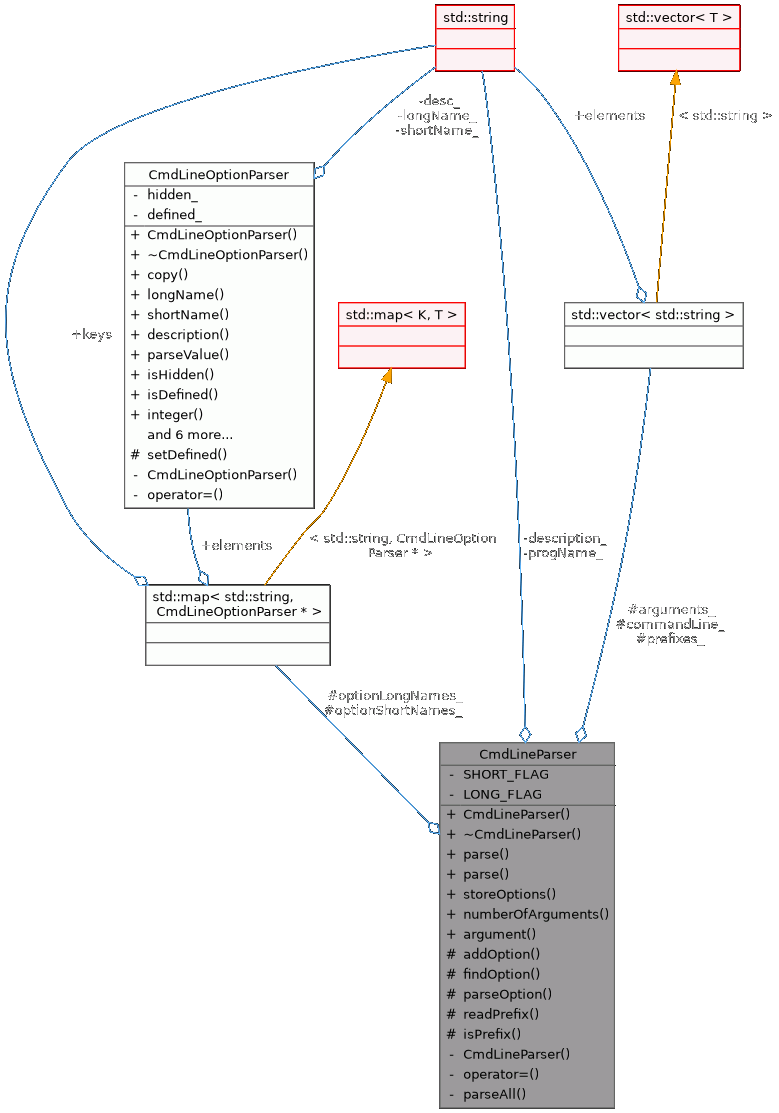 std::string
std::vector< T >
-desc_
-longName_
-shortName_
+elements
< std::string >
CmdLineOptionParser
- hidden_
- defined_
+ CmdLineOptionParser()
+ ~CmdLineOptionParser()
+ copy()
+ longName()
+ shortName()
+ description()
+ parseValue()
+ isHidden()
+ isDefined()
+ integer()
and 6 more...
# setDefined()
- CmdLineOptionParser()
- operator=()
std::map< K, T >
std::vector< std::string >
+keys
+elements
< std::string, CmdLineOption
Parser * >
-description_
-progName_
std::map< std::string,
CmdLineOptionParser * >
#arguments_
#commandLine_
#prefixes_
#optionLongNames_
#optionShortNames_
CmdLineParser
- SHORT_FLAG
- LONG_FLAG
+ CmdLineParser()
+ ~CmdLineParser()
+ parse()
+ parse()
+ storeOptions()
+ numberOfArguments()
+ argument()
# addOption()
# findOption()
# parseOption()
# readPrefix()
# isPrefix()
- CmdLineParser()
- operator=()
- parseAll()